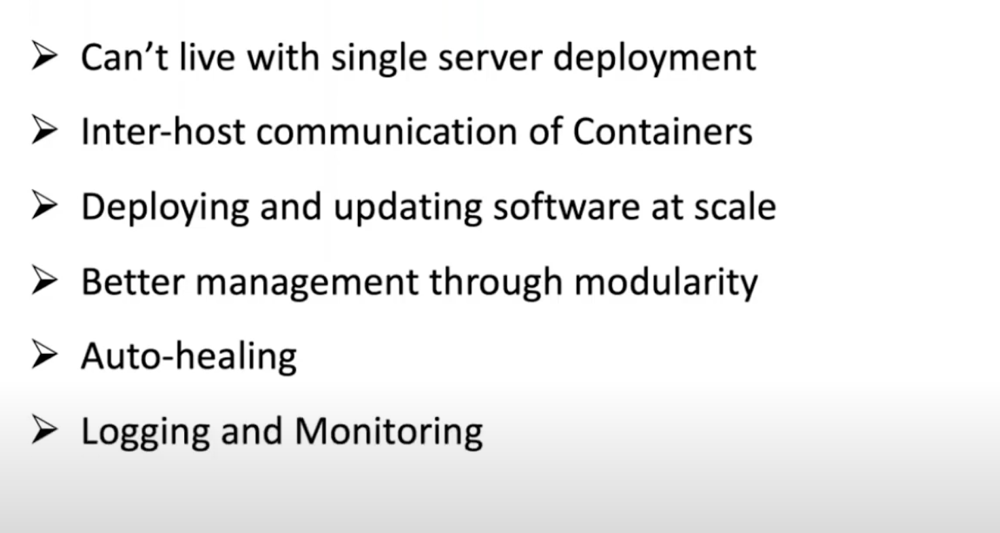 ➢ Can’t live with single server deployment
➢ Inter-host communication of Containers
➢ Deploying and updating software at scale
➢ Better management through modularity
➢ Auto-healing
➢ Logging and Monitoring